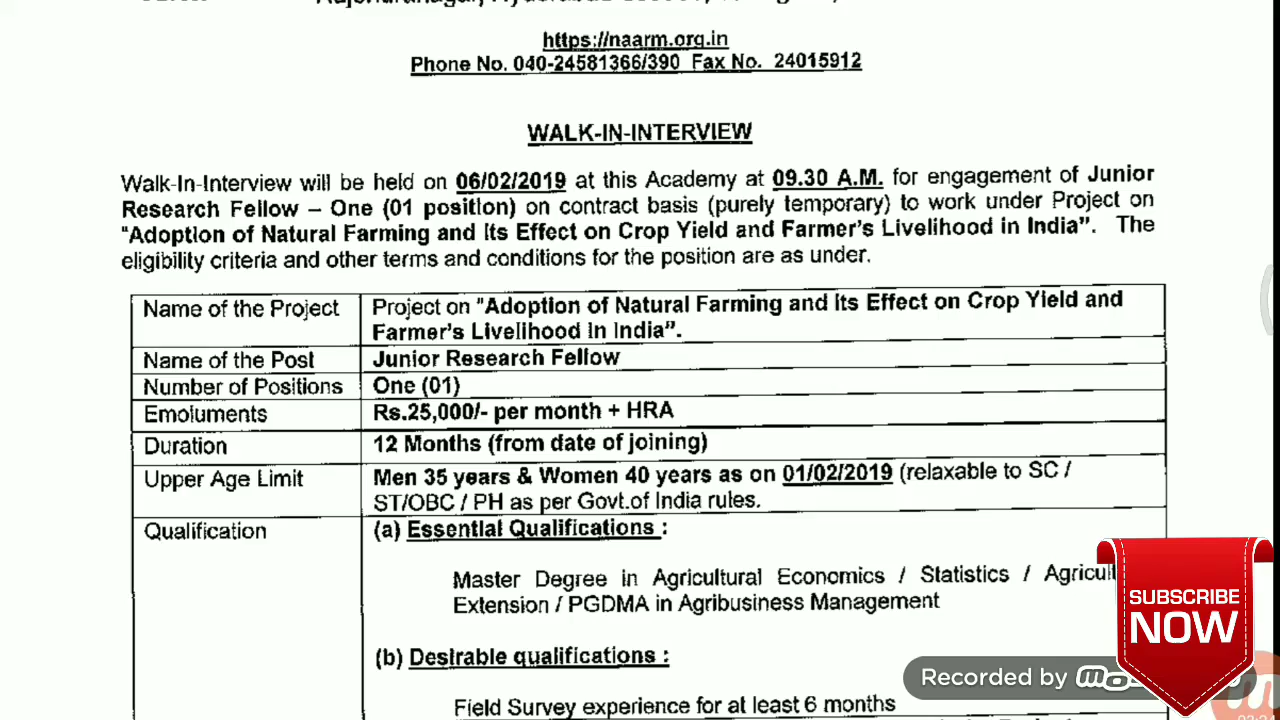 https://naarm.org.in
Phone No. 040-24581366/390 Fax No. 24015912
WALK-IN-INTERVIEW
Walk-In-Interview will be held on 06/02/2019 at this Academy at 09.30 A.M. for engagement of Junior
Research Fellow – One (01 position) on contract basis (purely temporary) to work under Project on
"Adoption of Natural Farming and its Effect on Crop Yield and Farmer's Livelihood in India". The
eligibility criteria and other terms and conditions for the position are as under.
Name of the Project Project on "Adoption of Natural Farming and its Effect on Crop Yield and
Farmer's Livelihood in India".
Name of the Post Junior Research Fellow
Number of Positions One (01)
Emoluments Rs.25,000/- per month + HRA
Duration 12 Months (from date of joining)
Upper Age Limit Men 35 years & Women 40 years as on 01/02/2019 (relaxable to SC /
ST/OBC / PH as per Govt.of India rules.
Qualification (a) Essential Qualifications :
Master Degree in Agricultural Economics / Statistics /
Extension / PGDMA in Agribusiness Management
(b) Desirable qualifications :
Field Survey experience for at least 6 months
SUBSCRIBE
NOW
Recorded by